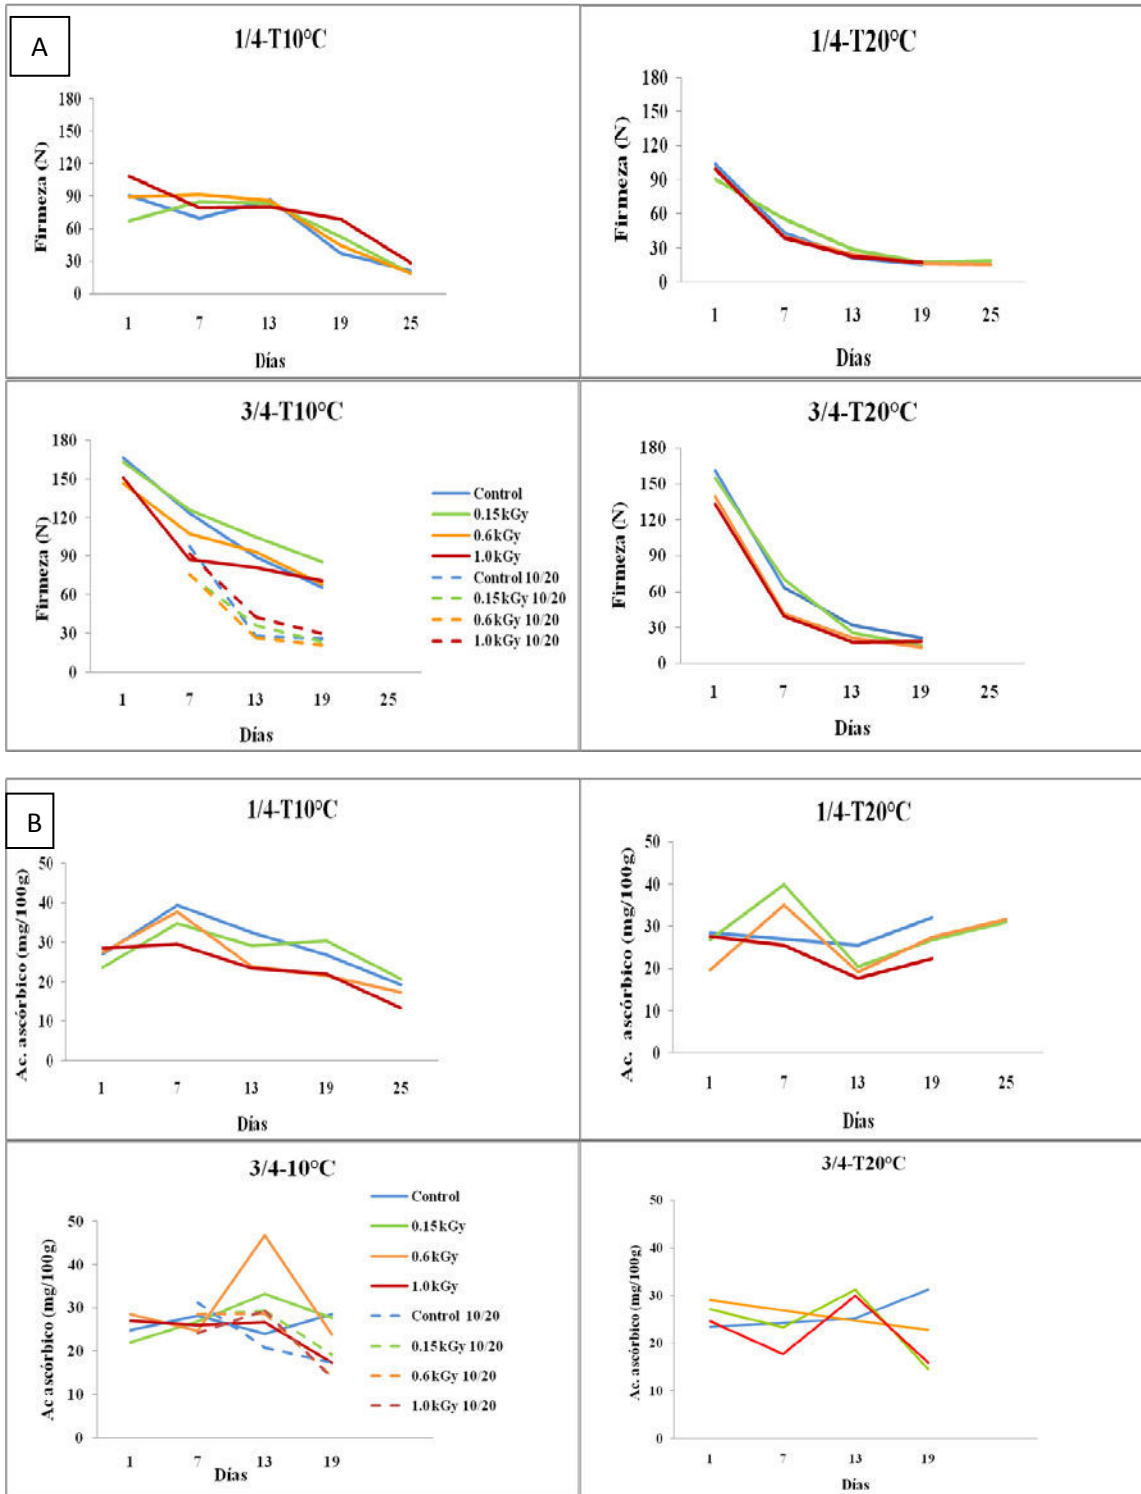 A
1/4-T10°C
Firmeza (N)
180
150
120
90
60
30
0
1 7 13 19 25
Días
1/4-T20°C
Firmeza (N)
180
150
120
90
60
30
0
1 7 13 19 25
Días
3/4-T10°C
Firmeza (N)
180
150
120
90
60
30
0
1 7 13 19 25
Días
Control
0.15kGy
0.6kGy
1.0kGy
Control 10/20
0.15kGy 10/20
0.6kGy 10/20
1.0kGy 10/20
3/4-T20°C
Firmeza (N)
180
150
120
90
60
30
0
1 7 13 19 25
Días
B
1/4-T10°C
Ac. ascórbico (mg/100g)
50
40
30
20
10
0
1 7 13 19 25
Días
1/4-T20°C
Ac. ascórbico (mg/100g)
50
40
30
20
10
0
1 7 13 19 25
Días
3/4-10°C
Ac ascórbico (mg/100g)
50
40
30
20
10
0
1 7 13 19
Días
Control
0.15kGy
0.6kGy
1.0kGy
Control 10/20
0.15kGy 10/20
0.6kGy 10/20
1.0kGy 10/20
3/4-T20°C
Ac. ascórbico (mg/100g)
50
40
30
20
10
0
1 7 13 19
Días